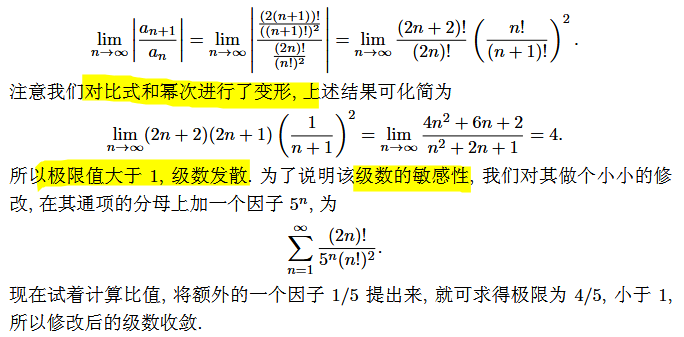 $$\lim_{n\to\infty}\left|\frac{a_{n+1}}{a_n}\right| = \lim_{n\to\infty}\left|\frac{\frac{(2(n+1))!}{((n+1)!)^2}}{\frac{(2n)!}{(n!)^2}}\right| = \lim_{n\to\infty}\frac{(2n+2)!}{(2n)!}\left(\frac{n!}{(n+1)!}\right)^2.$$
注意我们对比式和幂次进行了变形, 上述结果可化简为
$$\lim_{n\to\infty}(2n+2)(2n+1)\left(\frac{1}{n+1}\right)^2 = \lim_{n\to\infty}\frac{4n^2+6n+2}{n^2+2n+1} = 4.$$
所以极限值大于 1, 级数发散. 为了说明该级数的敏感性, 我们对其做个小小的修
改, 在其通项的分母上加一个因子 $5^n$, 为
$$\sum_{n=1}^{\infty}\frac{(2n)!}{5^n(n!)^2}.$$
现在试着计算比值, 将额外的一个因子 1/5 提出来, 就可求得极限为 4/5, 小于 1,
所以修改后的级数收敛.